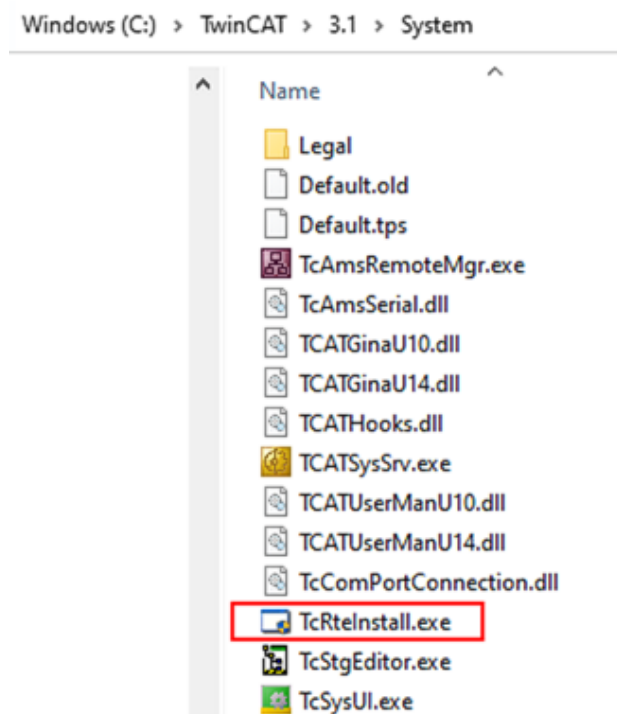 Windows (C:) > TwinCAT > 3.1 > System
Name
Legal
Default.old
Default.tps
TcAmsRemoteMgr.exe
TcAmsSerial.dll
TCATGinaU10.dll
TCATGinaU14.dll
TCATHooks.dll
TCATSysSrv.exe
TCATUserManU10.dll
TCATUserManU14.dll
TcComPortConnection.dll
TcRteInstall.exe
TcStgEditor.exe
TcSysUI.exe